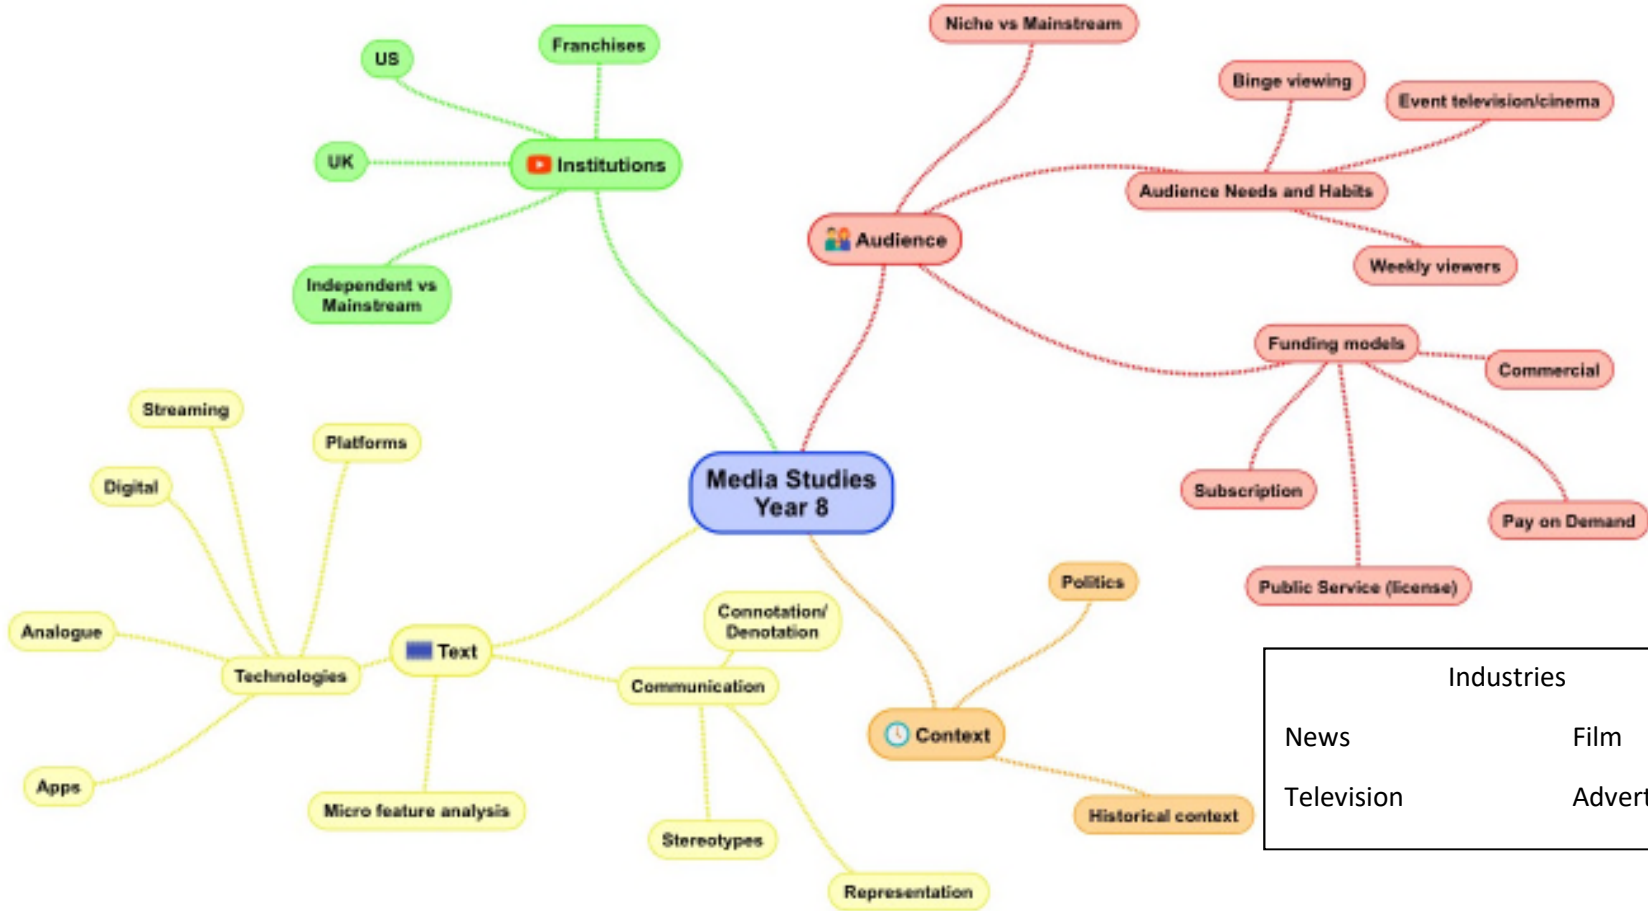 Niche vs Mainstream
Franchises
US
Binge viewing
Event television/cinema
UK
Institutions
Audience Needs and Habits
Audience
Weekly viewers
Independent vs
Mainstream
Funding models
Commercial
Streaming
Platforms
Digital
Media Studies
Year 8
Subscription
Pay on Demand
Public Service (license)
Politics
Connotation/
Denotation
Analogue
Text
Technologies
Communication
Context
Apps
Micro feature analysis
Stereotypes
Historical context
Representation
Industries
News Film
Television Advert